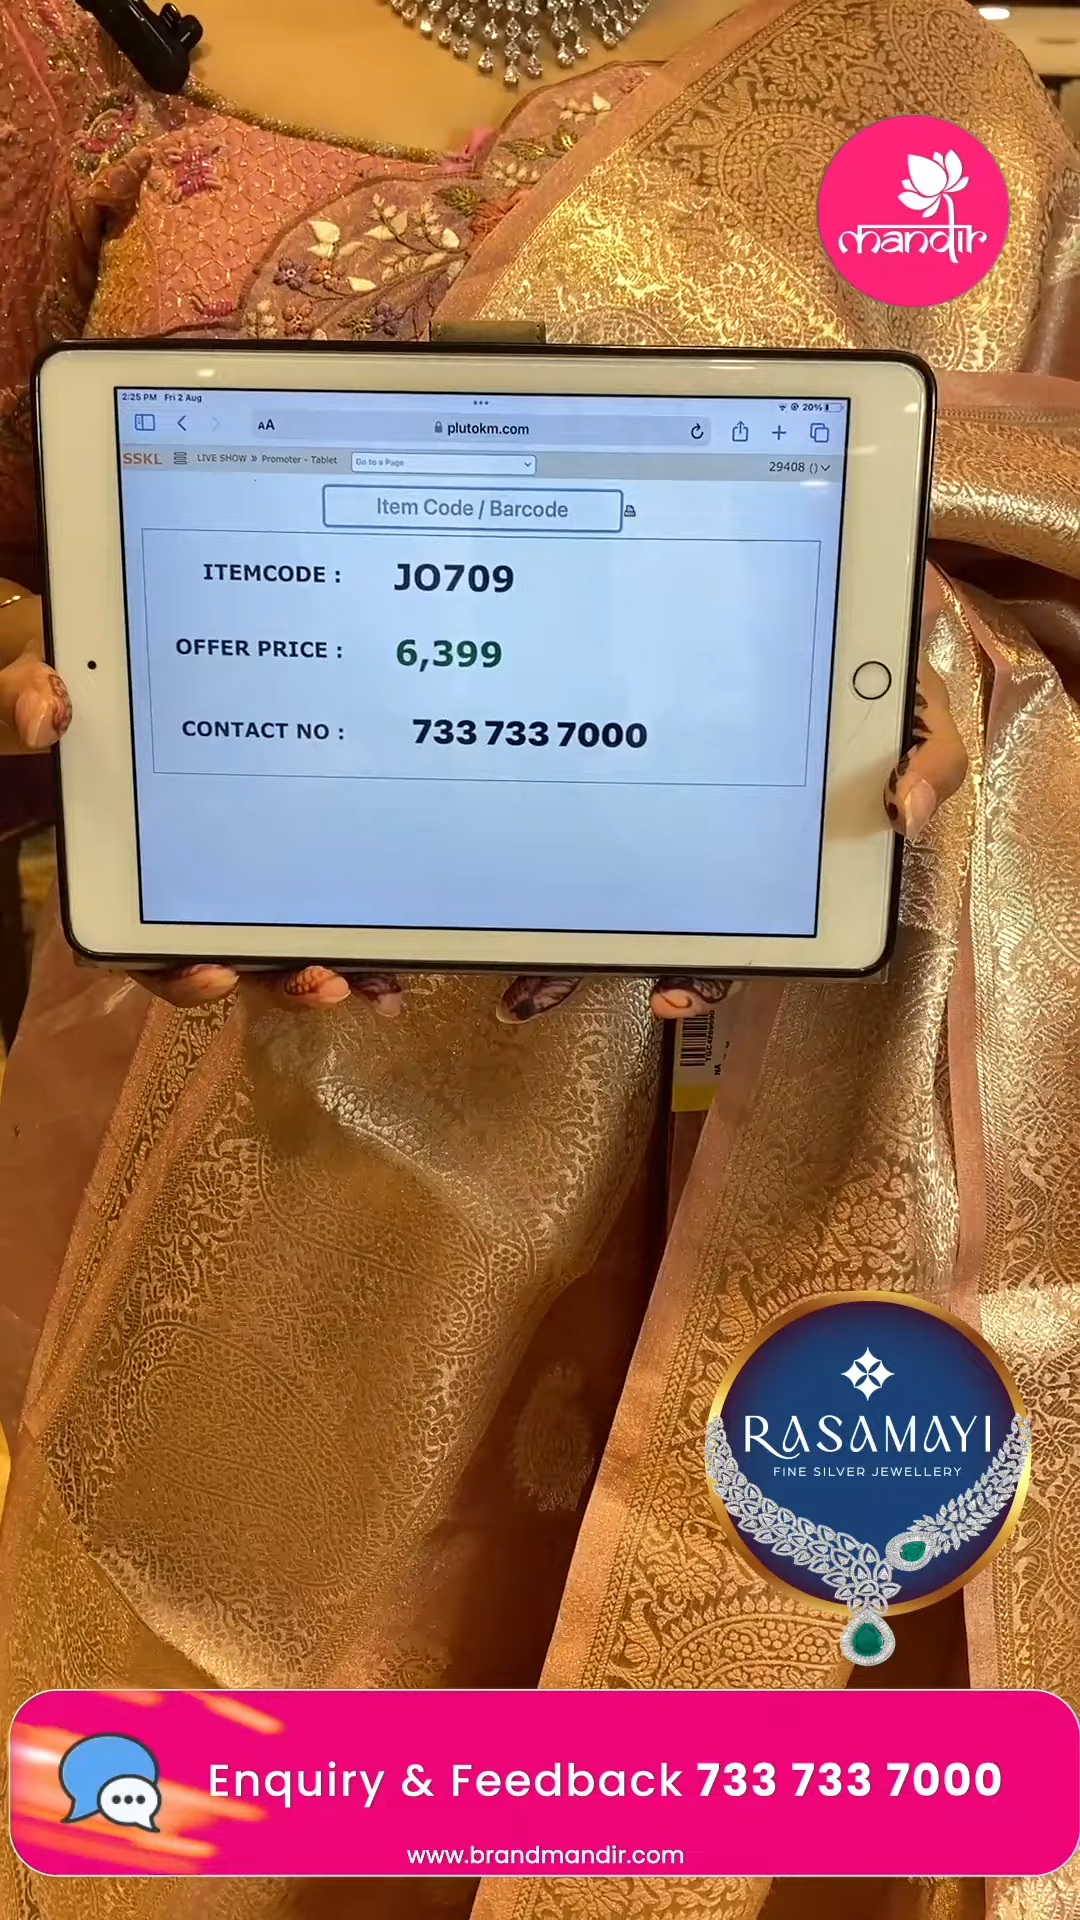 mandir
2:25 PM Fri 2 Aug
20%
AA
plutokm.com
SSKL
LIVE SHOW » Promoter - Tablet
Go to a Page
29408 ()
Item Code / Barcode
ITEMCODE : JO709
OFFER PRICE : 6,399
CONTACT NO : 733 733 7000
NA
RASAMAYI
FINE SILVER JEWELLERY
Enquiry & Feedback 733 733 7000
www.brandmandir.com